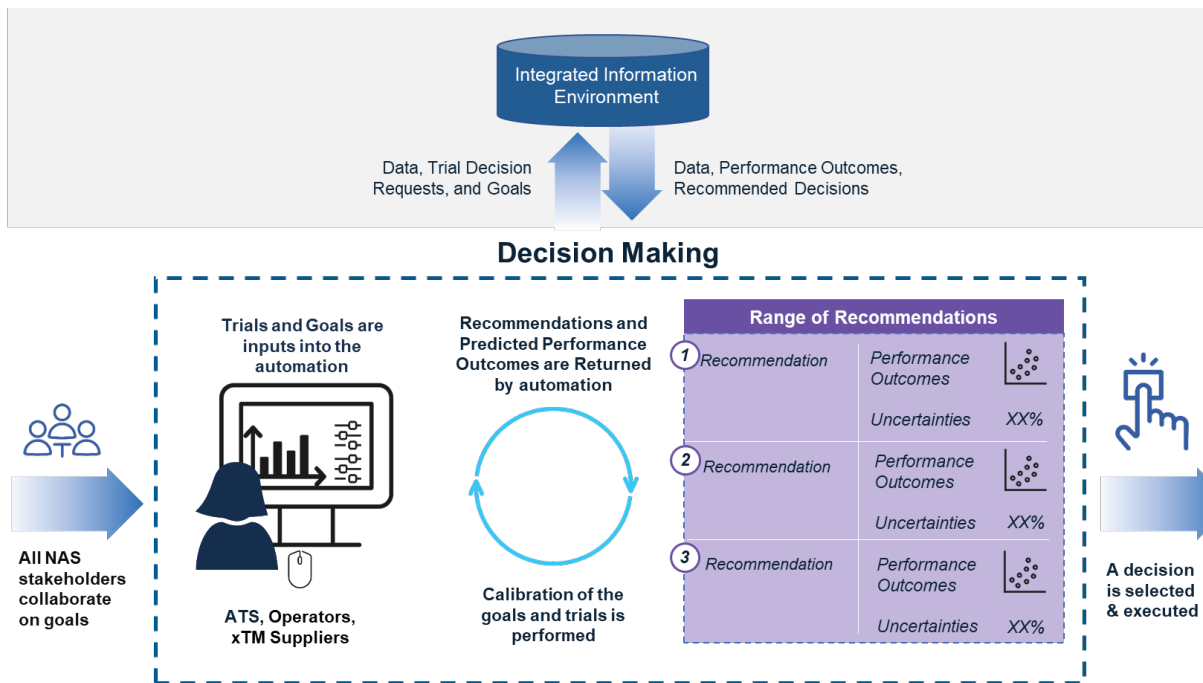 Integrated Information
Environment
Data, Trial Decision
Requests, and Goals
Data, Performance Outcomes,
Recommended Decisions
Decision Making
All NAS
stakeholders
collaborate
on goals
Trials and Goals are
inputs into the
automation
ATS, Operators,
xTM Suppliers
Recommendations and
Predicted Performance
Outcomes are Returned
by automation
Calibration of the
goals and trials is
performed
Range of Recommendations
1 Recommendation
Performance
Outcomes
Uncertainties XX%
2 Recommendation
Performance
Outcomes
Uncertainties XX%
3 Recommendation
Performance
Outcomes
Uncertainties XX%
A decision
is selected
& executed